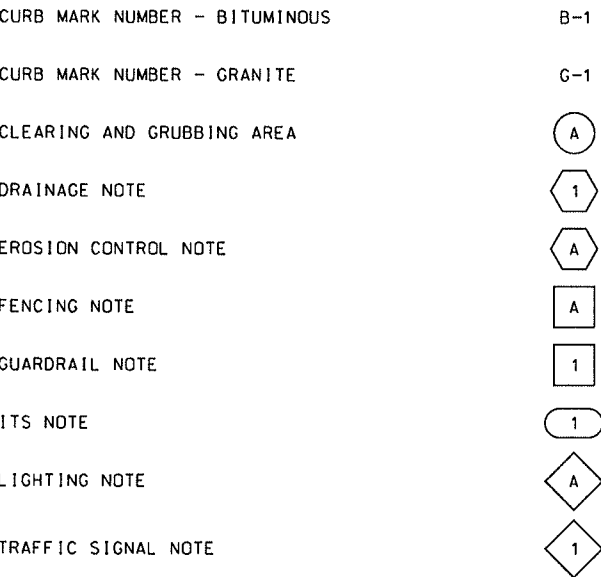 CURB MARK NUMBER - BITUMINOUS B-1
CURB MARK NUMBER - GRANITE G-1
CLEARING AND GRUBBING AREA A
DRAINAGE NOTE 1
EROSION CONTROL NOTE A
FENCING NOTE A
GUARDRAIL NOTE 1
ITS NOTE 1
LIGHTING NOTE A
TRAFFIC SIGNAL NOTE 1